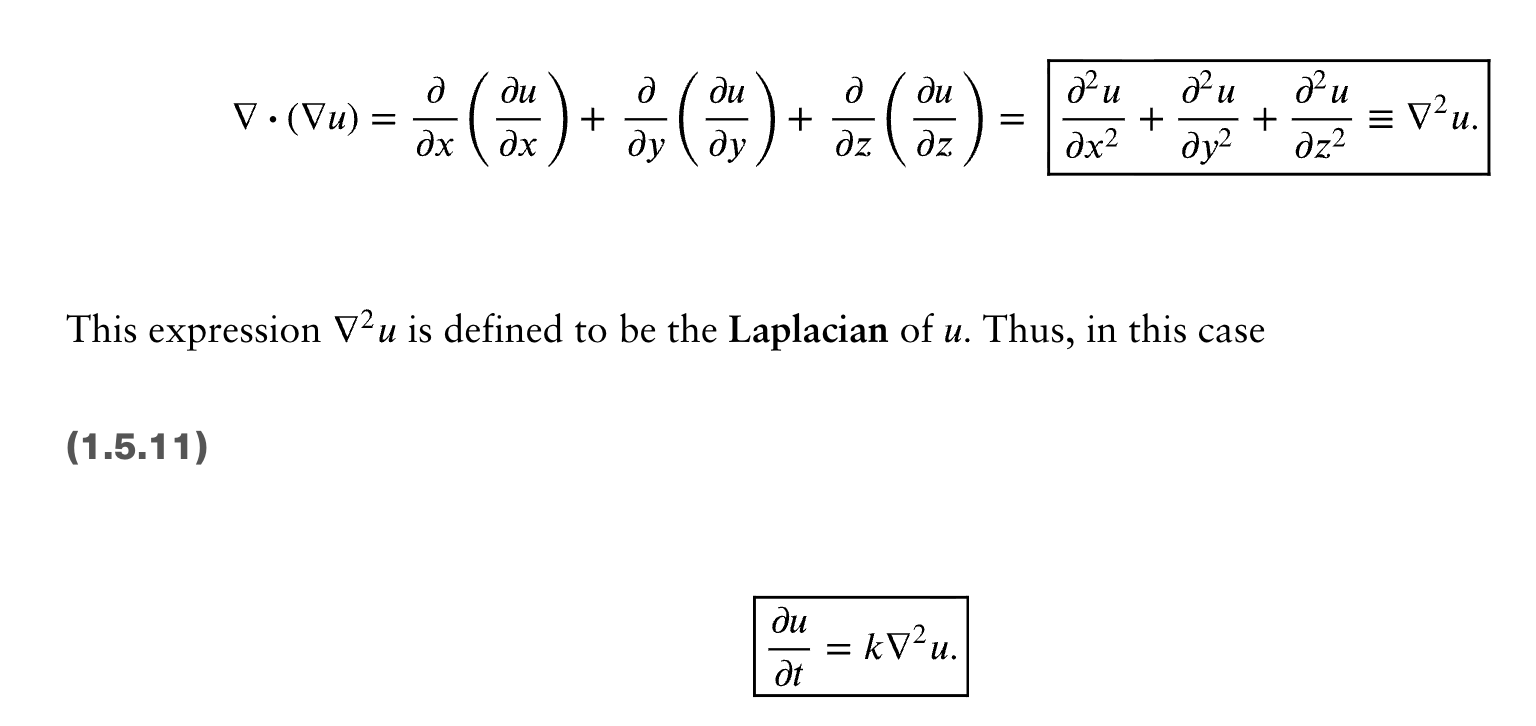 ∇ · (∇u) = ∂/∂x (∂u/∂x) + ∂/∂y (∂u/∂y) + ∂/∂z (∂u/∂z) = ∂²u/∂x² + ∂²u/∂y² + ∂²u/∂z² ≡ ∇²u.
This expression ∇²u is defined to be the Laplacian of u. Thus, in this case
(1.5.11)
∂u/∂t = k∇²u.